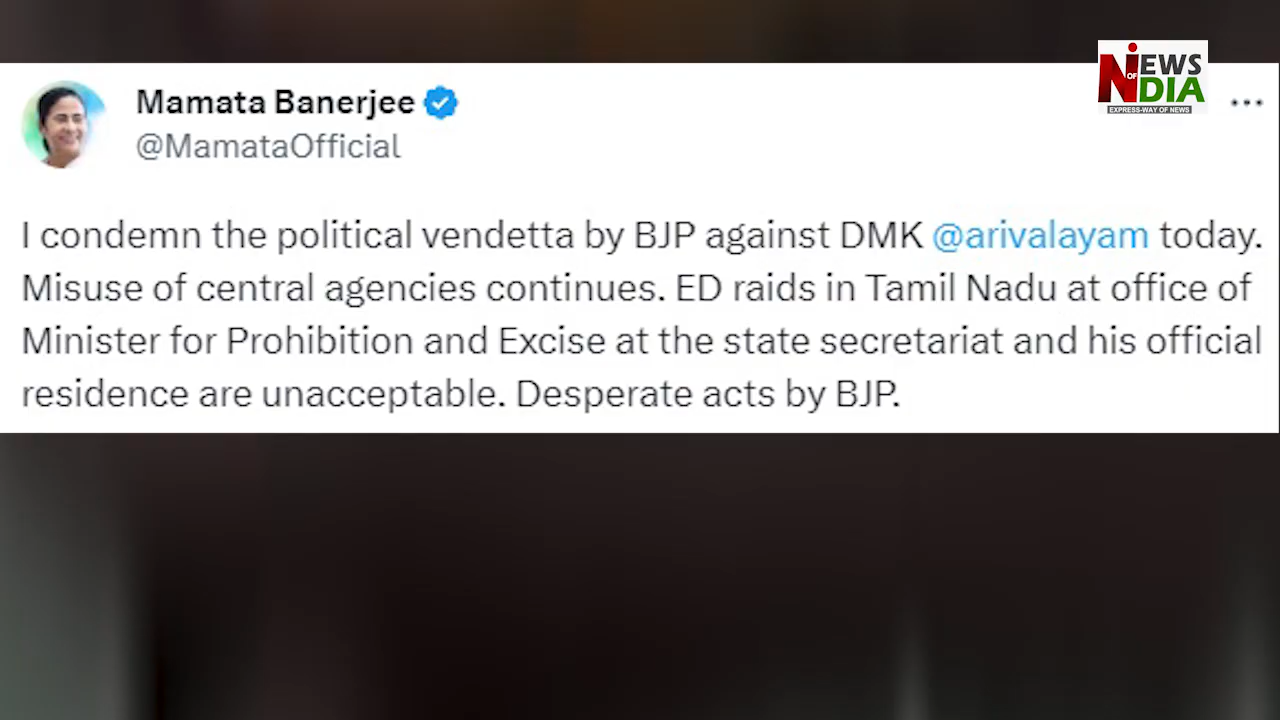 NEWS
OF
INDIA
EXPRESS-WAY OF NEWS
Mamata Banerjee
@MamataOfficial
I condemn the political vendetta by BJP against DMK @arivalayam today.
Misuse of central agencies continues. ED raids in Tamil Nadu at office of
Minister for Prohibition and Excise at the state secretariat and his official
residence are unacceptable. Desperate acts by BJP.